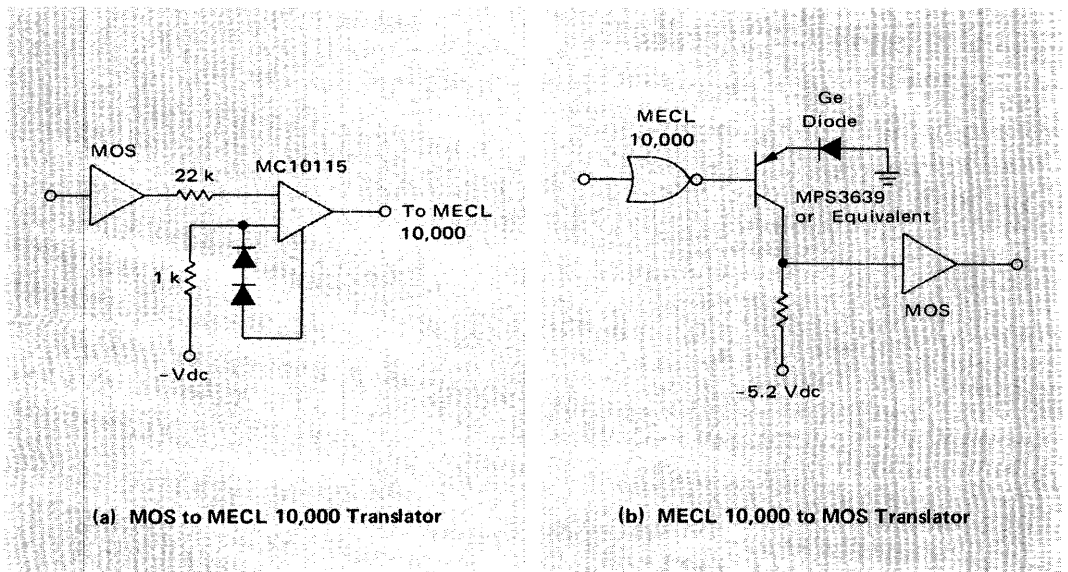 MOS
22 k
MC10115
To MECL
10,000
1 k
-Vdc
(a) MOS to MECL 10,000 Translator
MECL
10,000
Ge
Diode
MPS3639
or Equivalent
MOS
-5.2 Vdc
(b) MECL 10,000 to MOS Translator